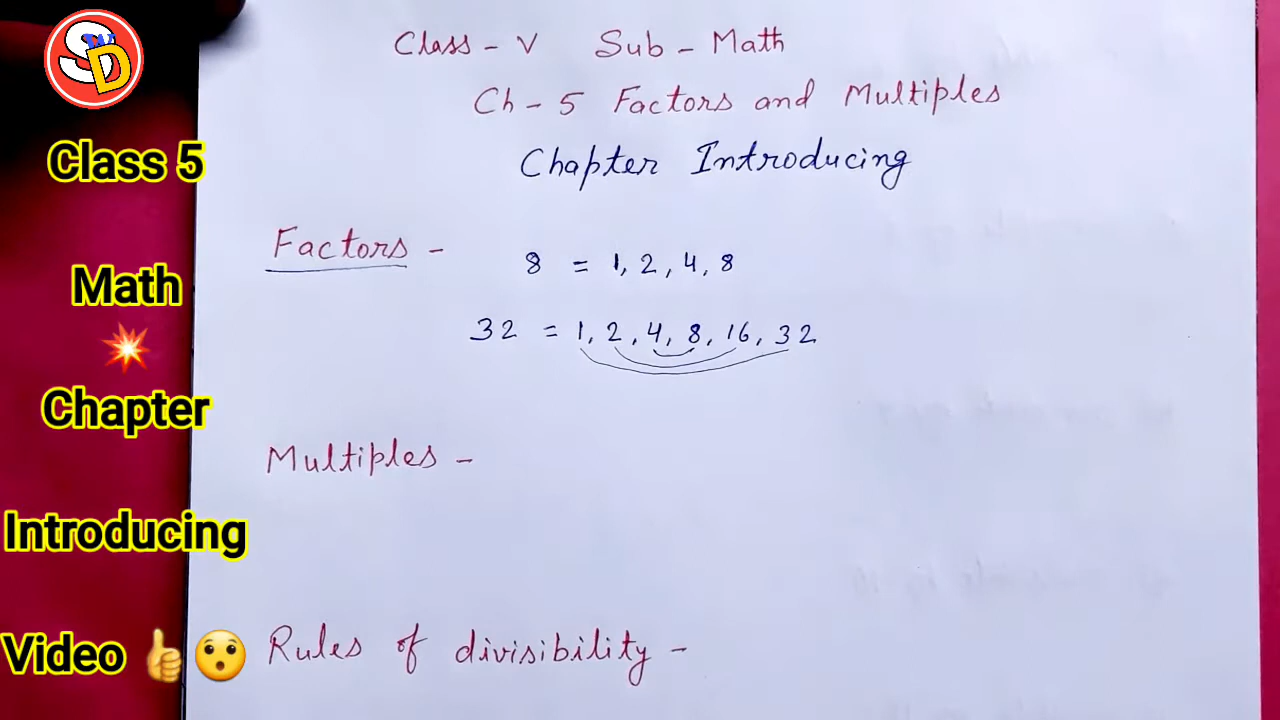 SWD
Class - V Sub - Math
Ch - 5 Factors and Multiples
Chapter Introducing
Factors - 8 = 1, 2, 4, 8
32 = 1, 2, 4, 8, 16, 32
Multiples -
Rules of divisibility -
Class 5
Math
Chapter
Introducing
Video